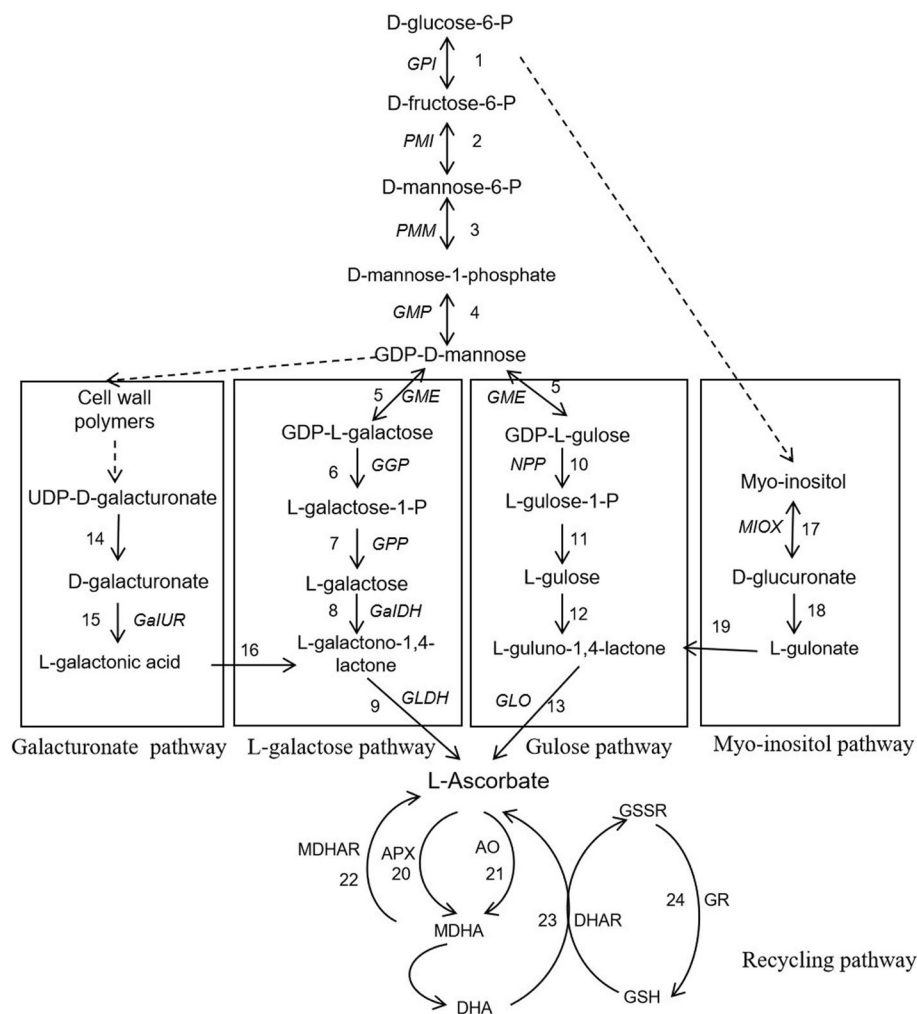 D-glucose-6-P
GPI 1
D-fructose-6-P
PMI 2
D-mannose-6-P
PMM 3
D-mannose-1-phosphate
GMP 4
GDP-D-mannose
Cell wall
polymers
UDP-D-galacturonate
14
D-galacturonate
15 GalUR
L-galactonic acid
16
Galacturonate pathway
5 GME
GDP-L-galactose
6 GGP
L-galactose-1-P
7 GPP
L-galactose
8 GalDH
L-galactono-1,4-
lactone
9 GLDH
L-galactose pathway
GME 5
GDP-L-gulose
NPP 10
L-gulose-1-P
11
L-gulose
12
L-guluno-1,4-lactone
GLO 13
Gulose pathway
Myo-inositol
MIOX 17
D-glucuronate
18
19
L-gulonate
Myo-inositol pathway
L-Ascorbate
MDHAR
22
APX
20
AO
21
MDHA
DHA
23 DHAR
GSSR
24 GR
GSH
Recycling pathway